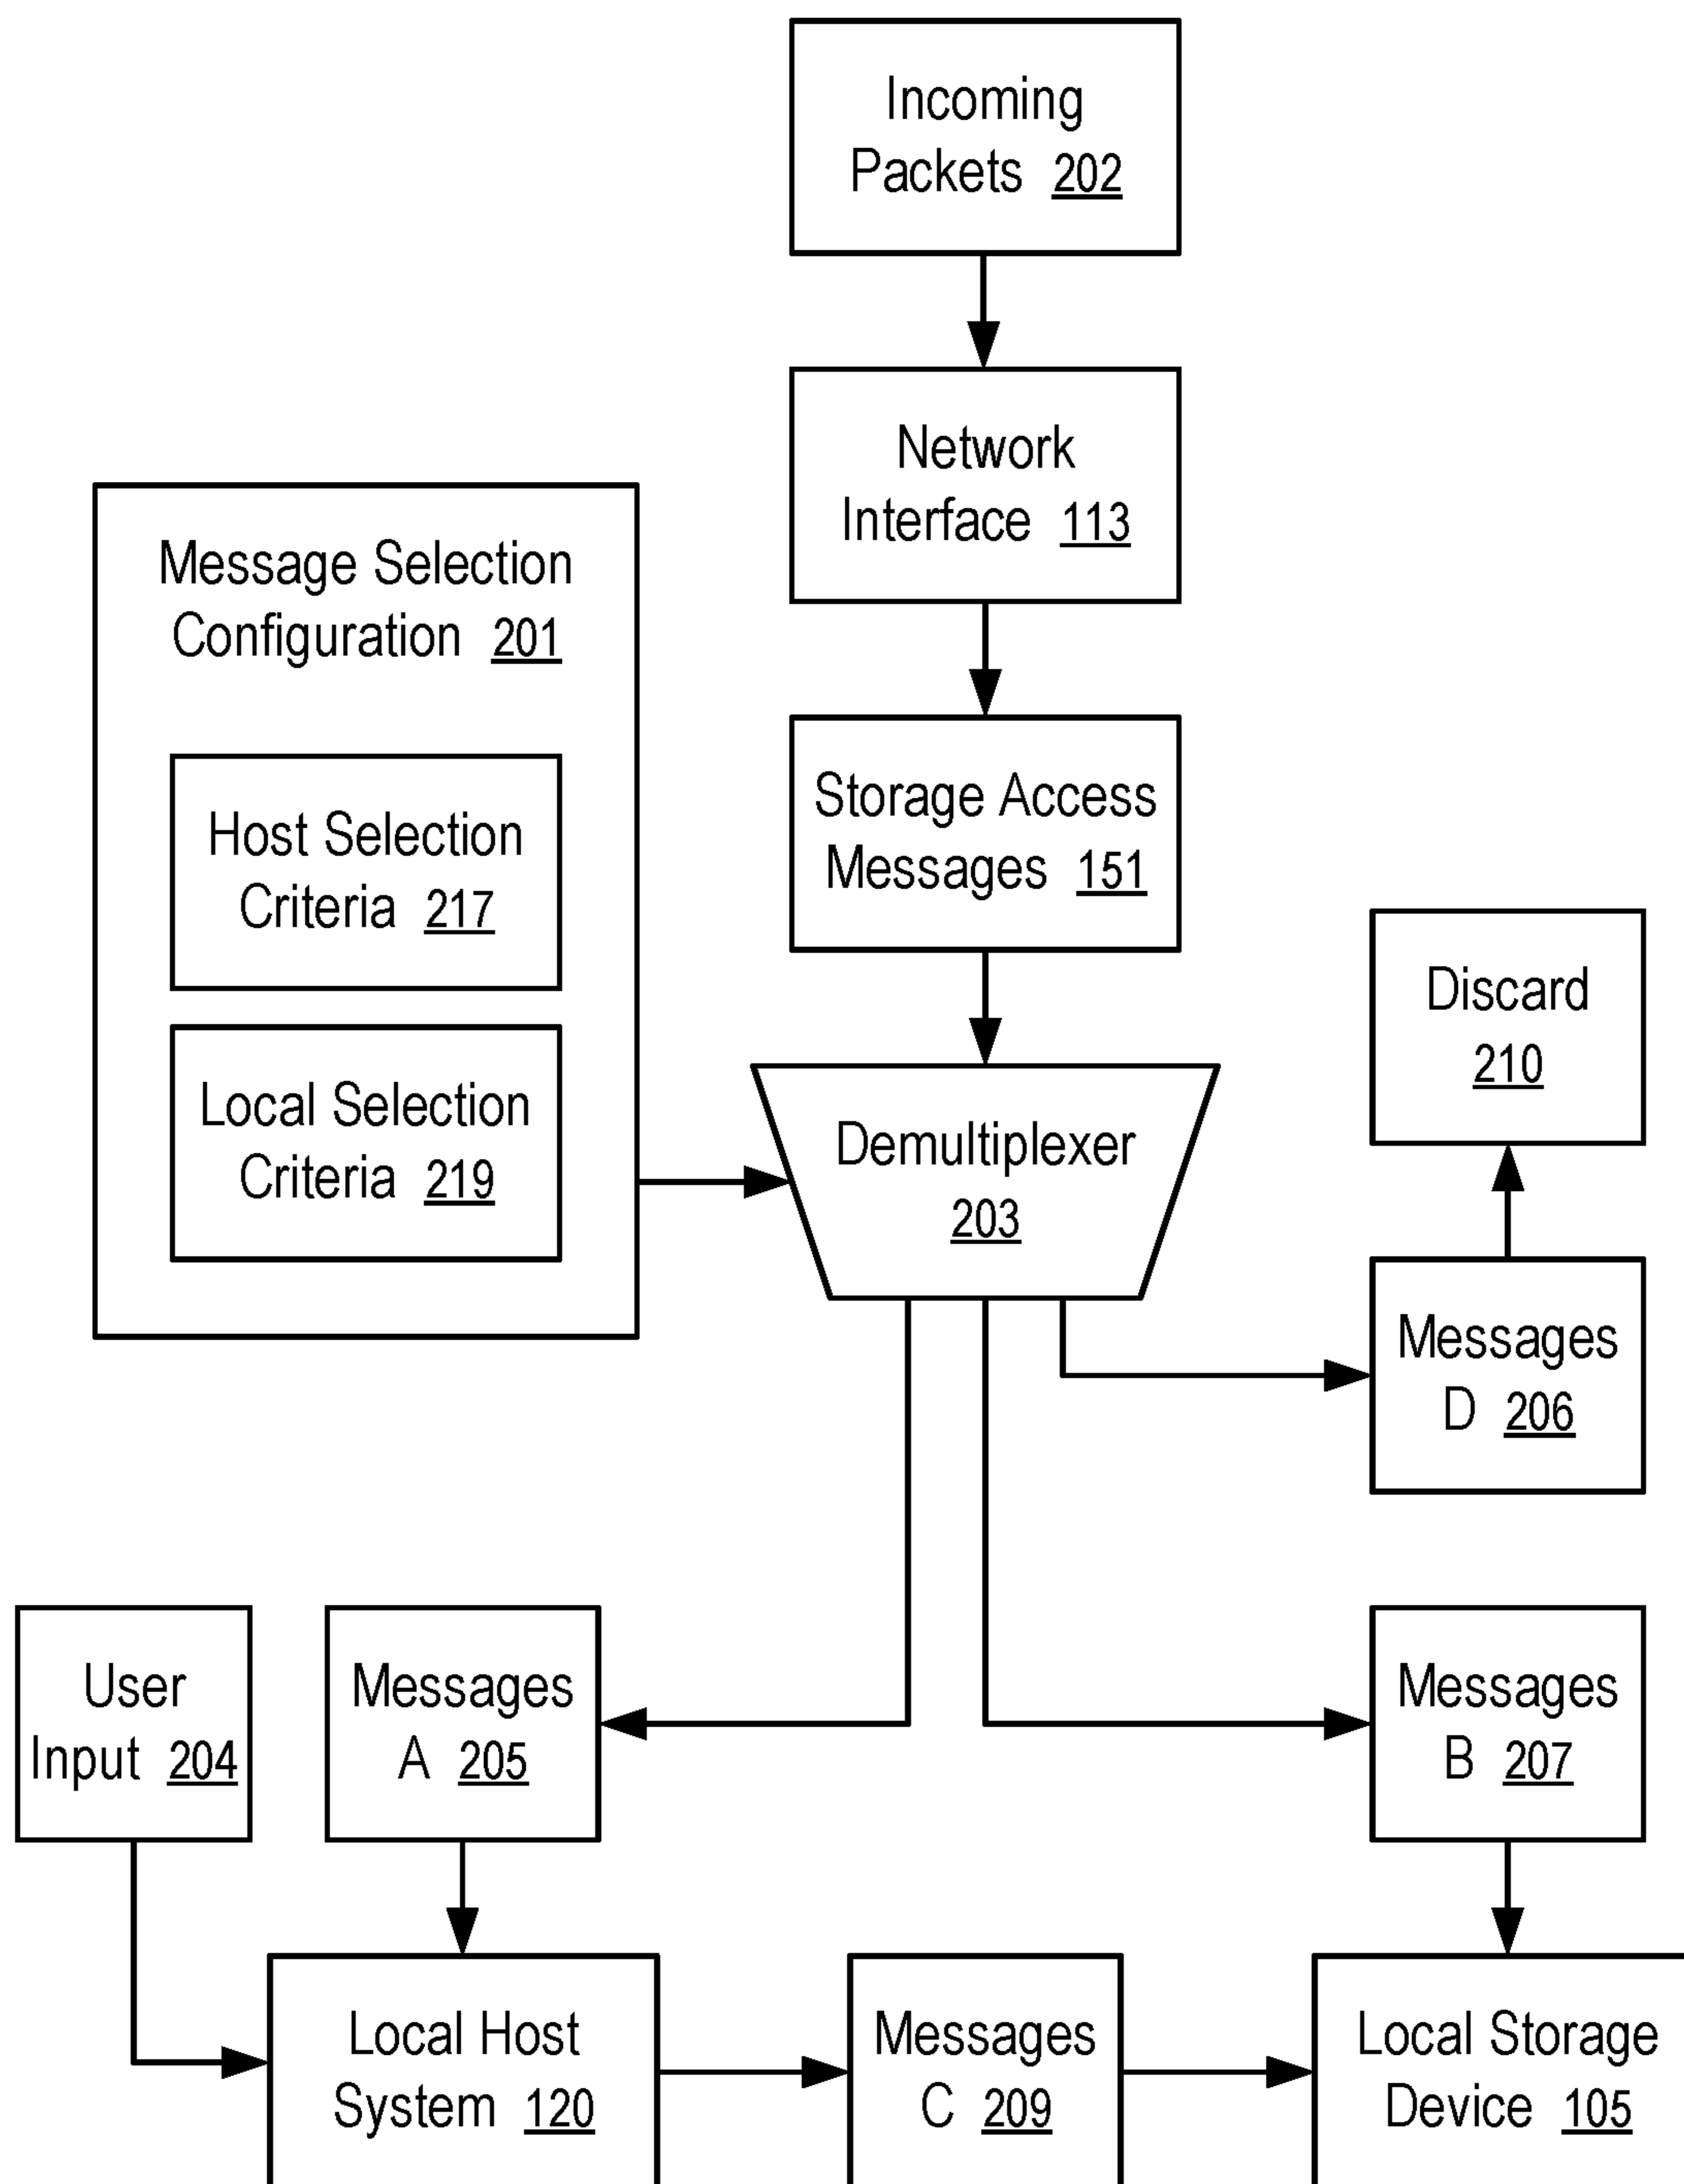 Incoming
Packets 202
Network
Interface 113
Message Selection
Configuration 201
Host Selection
Criteria 217
Local Selection
Criteria 219
Storage Access
Messages 151
Demultiplexer
203
Discard
210
Messages
D 206
User
Input 204
Messages
A 205
Messages
B 207
Local Host
System 120
Messages
C 209
Local Storage
Device 105